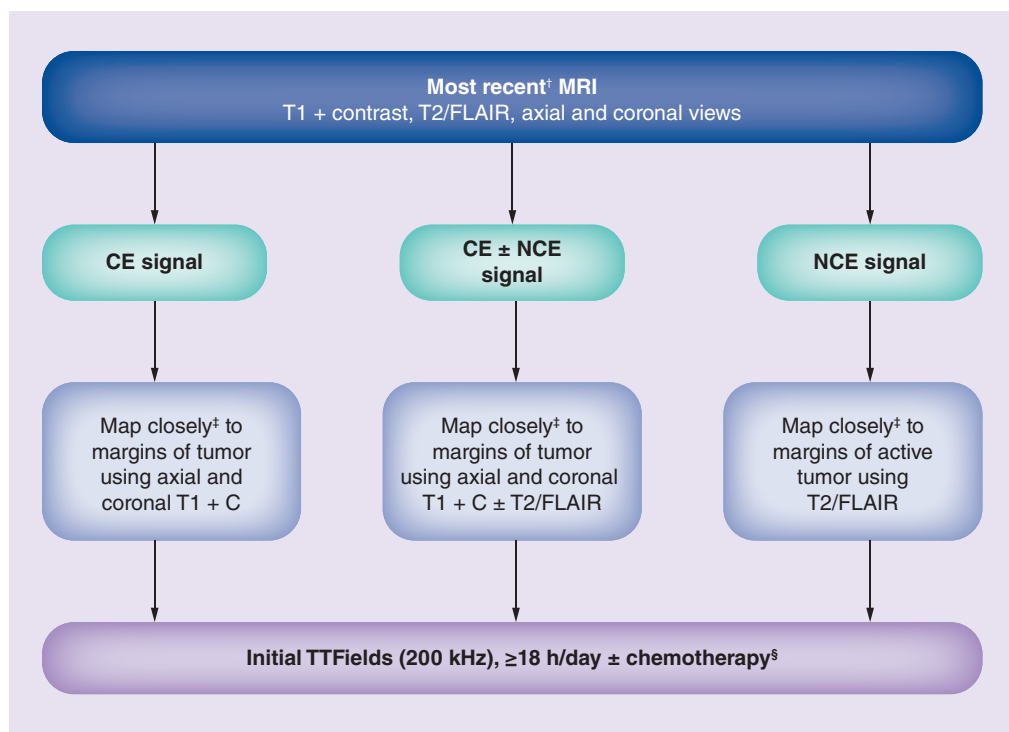 Most recent† MRI
T1 + contrast, T2/FLAIR, axial and coronal views
CE signal
CE ± NCE
signal
NCE signal
Map closely‡ to
margins of tumor
using axial and
coronal T1 + C
Map closely‡ to
margins of tumor
using axial and coronal
T1 + C ± T2/FLAIR
Map closely‡ to
margins of active
tumor using
T2/FLAIR
Initial TTFields (200 kHz), ≥18 h/day ± chemotherapy§